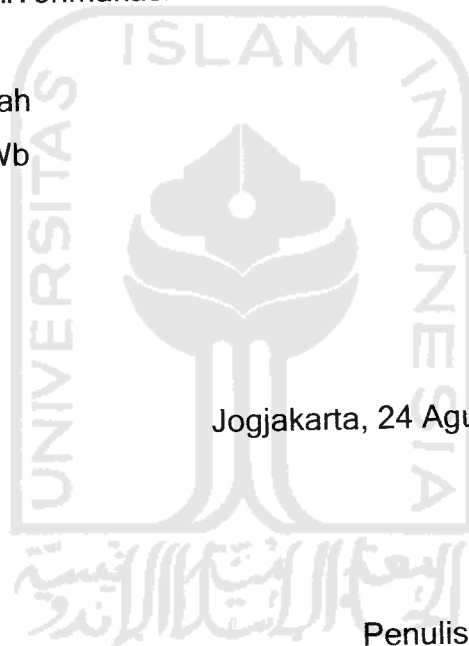 ISLAM
ah
Wb
UNIVERSITAS
INDONESIA
Jogjakarta, 24 Agu
Penulis